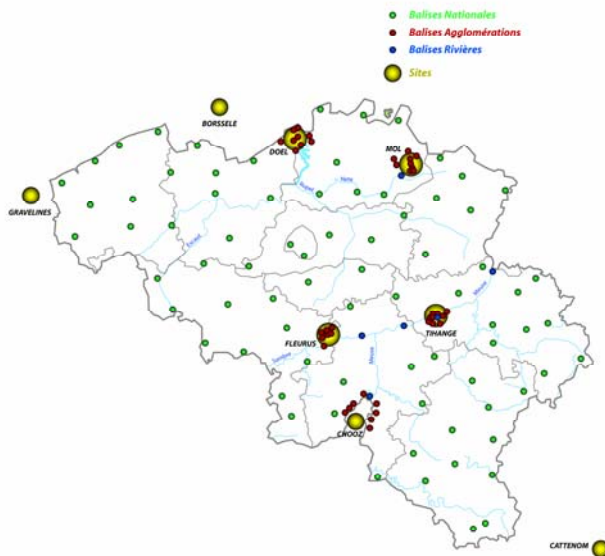 Balises Nationales
Balises Agglomérations
Balises Rivières
Sites
BORSSELE
DOEL
MOL
Rupel
Nete
GRAVELINES
Escaut
Meuse
TIHANGE
FLEURUS
Sambre
Meuse
CHOOZ
CATTENOM